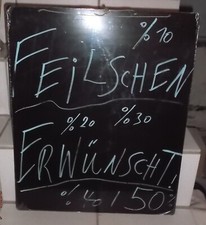 %10
FEILSCHEN
%20 %30
ERWÜNSCHT!
%40 / 50%